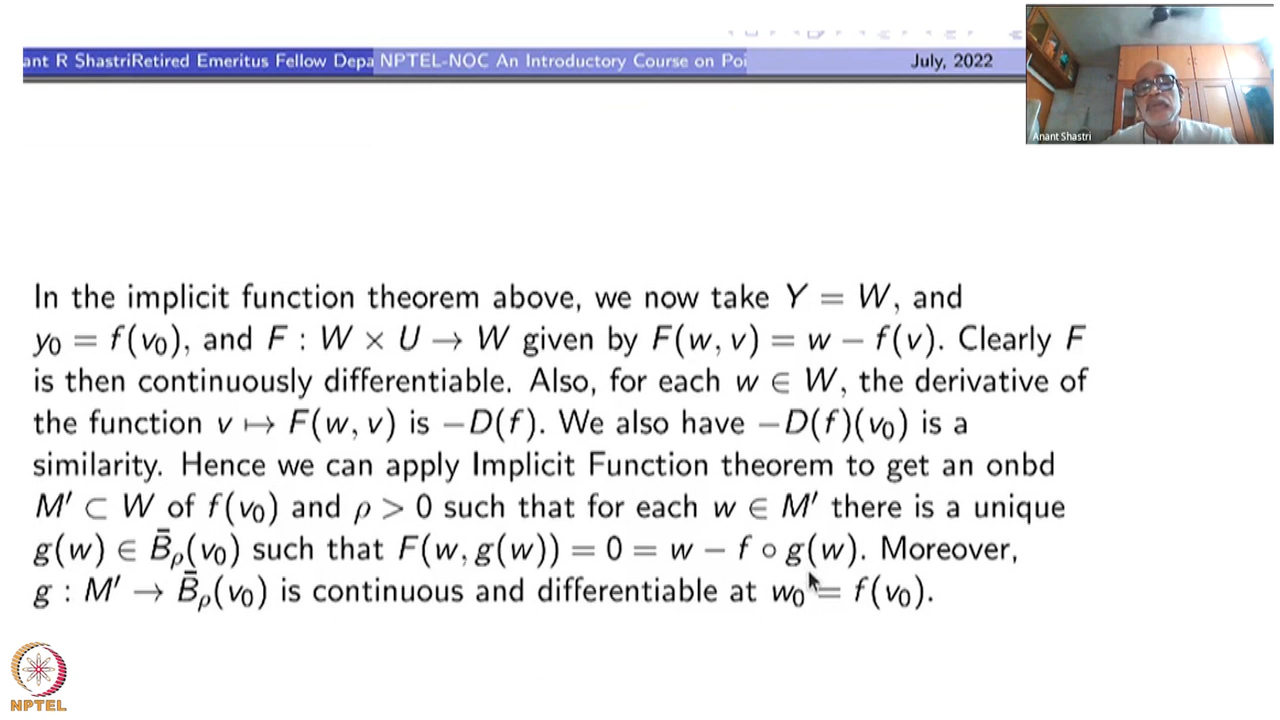 ant R ShastriRetired Emeritus Fellow Depa NPTEL-NOC An Introductory Course on Poi July, 2022
Anant Shastri
In the implicit function theorem above, we now take Y = W, and
y₀ = f(v₀), and F : W × U → W given by F(w, v) = w − f(v). Clearly F
is then continuously differentiable. Also, for each w ∈ W, the derivative of
the function v ↦ F(w, v) is −D(f). We also have −D(f)(v₀) is a
similarity. Hence we can apply Implicit Function theorem to get an onbd
M′ ⊂ W of f(v₀) and ρ > 0 such that for each w ∈ M′ there is a unique
g(w) ∈ B̄ρ(v₀) such that F(w, g(w)) = 0 = w − f ∘ g(w). Moreover,
g : M′ → B̄ρ(v₀) is continuous and differentiable at w₀ = f(v₀).
NPTEL